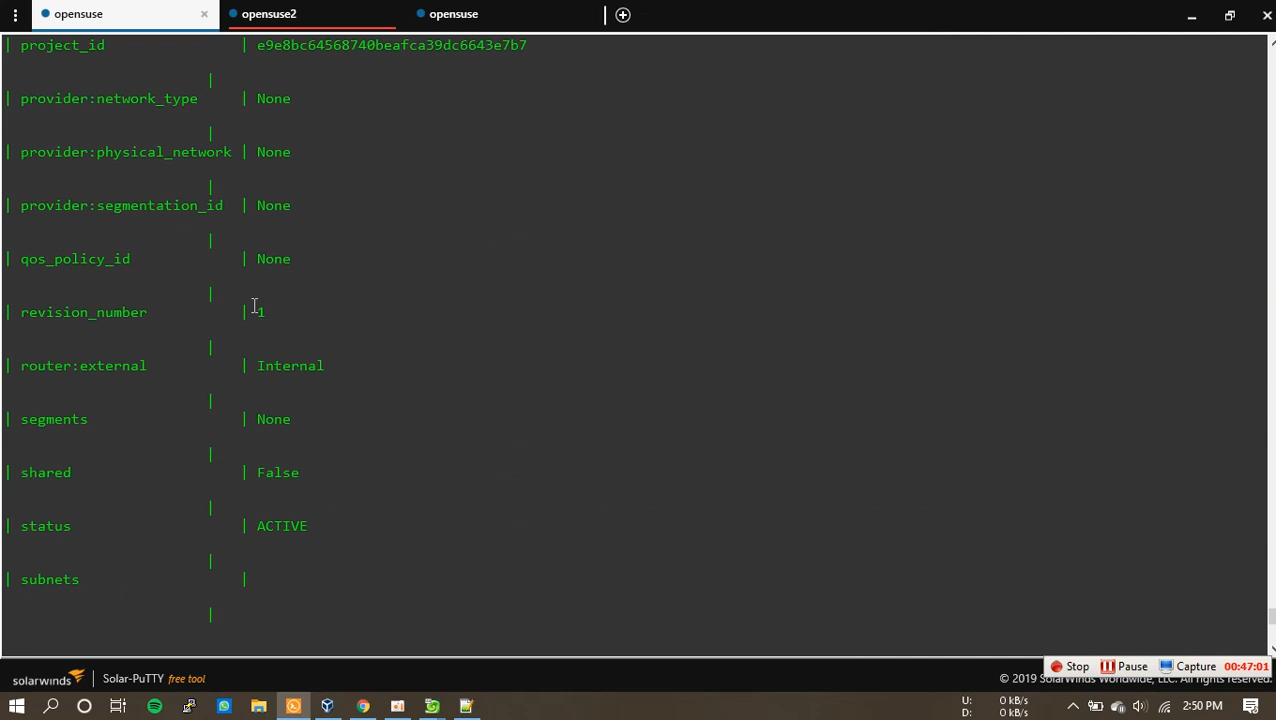 opensuse
opensuse2
opensuse
| project_id | e9e8bc64568740beafca39dc6643e7b7
|
| provider:network_type | None
|
| provider:physical_network | None
|
| provider:segmentation_id | None
|
| qos_policy_id | None
|
| revision_number | 1
|
| router:external | Internal
|
| segments | None
|
| shared | False
|
| status | ACTIVE
|
| subnets |
|
solarwinds | Solar-PuTTY free tool
© 2019 SolarWinds Worldwide, LLC. All rights reserved.
Stop Pause Capture 00:47:01
U: 0 kB/s
D: 0 kB/s
2:50 PM